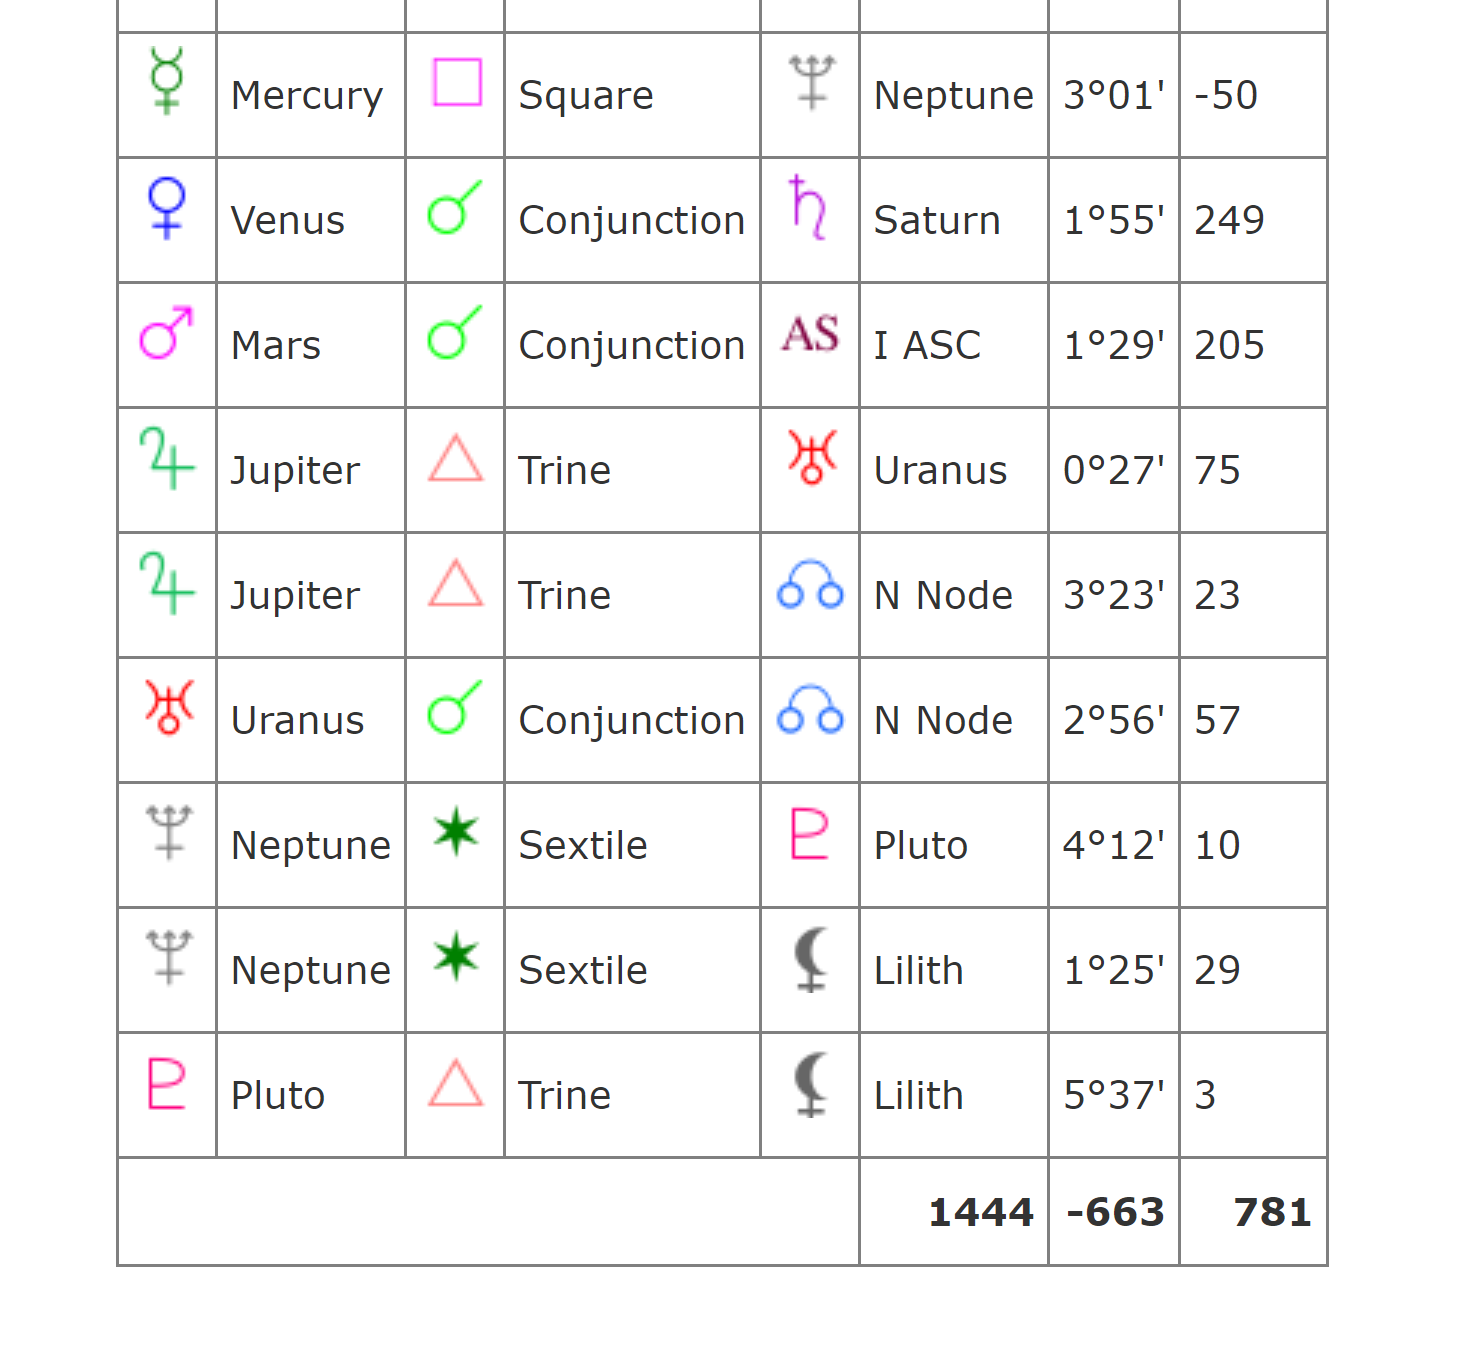 Mercury Square Neptune 3°01' -50
Venus Conjunction Saturn 1°55' 249
Mars Conjunction AS I ASC 1°29' 205
Jupiter Trine Uranus 0°27' 75
Jupiter Trine N Node 3°23' 23
Uranus Conjunction N Node 2°56' 57
Neptune Sextile Pluto 4°12' 10
Neptune Sextile Lilith 1°25' 29
Pluto Trine Lilith 5°37' 3
1444 -663 781